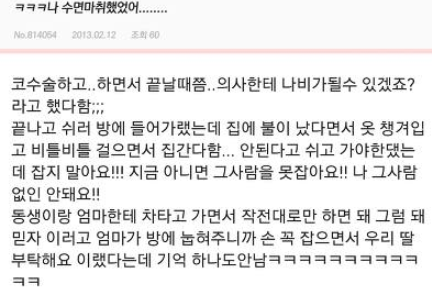 ㅋㅋㅋ나 수면마취했었어........
No.814054 2013.02.12 조회 60
코수술하고..하면서 끝날때쯤..의사한테 나비가될수 있겠죠?
라고 했다함;;;
끝나고 쉬러 방에 들어가랬는데 집에 불이 났다면서 옷 챙겨입
고 비틀비틀 걸으면서 집간다함... 안된다고 쉬고 가야한댔는
데 잡지 말아요!!! 지금 아니면 그사람을 못잡아요!! 나 그사람
없인 안돼요!!
동생이랑 엄마한테 차타고 가면서 작전대로만 하면 돼 그럼 돼
믿자 이러고 엄마가 방에 눕혀주니까 손 꼭 잡으면서 우리 딸
부탁해요 이랬다는데 기억 하나도안남ㅋㅋㅋㅋㅋㅋㅋㅋㅋㅋ
ㅋㅋㅋ